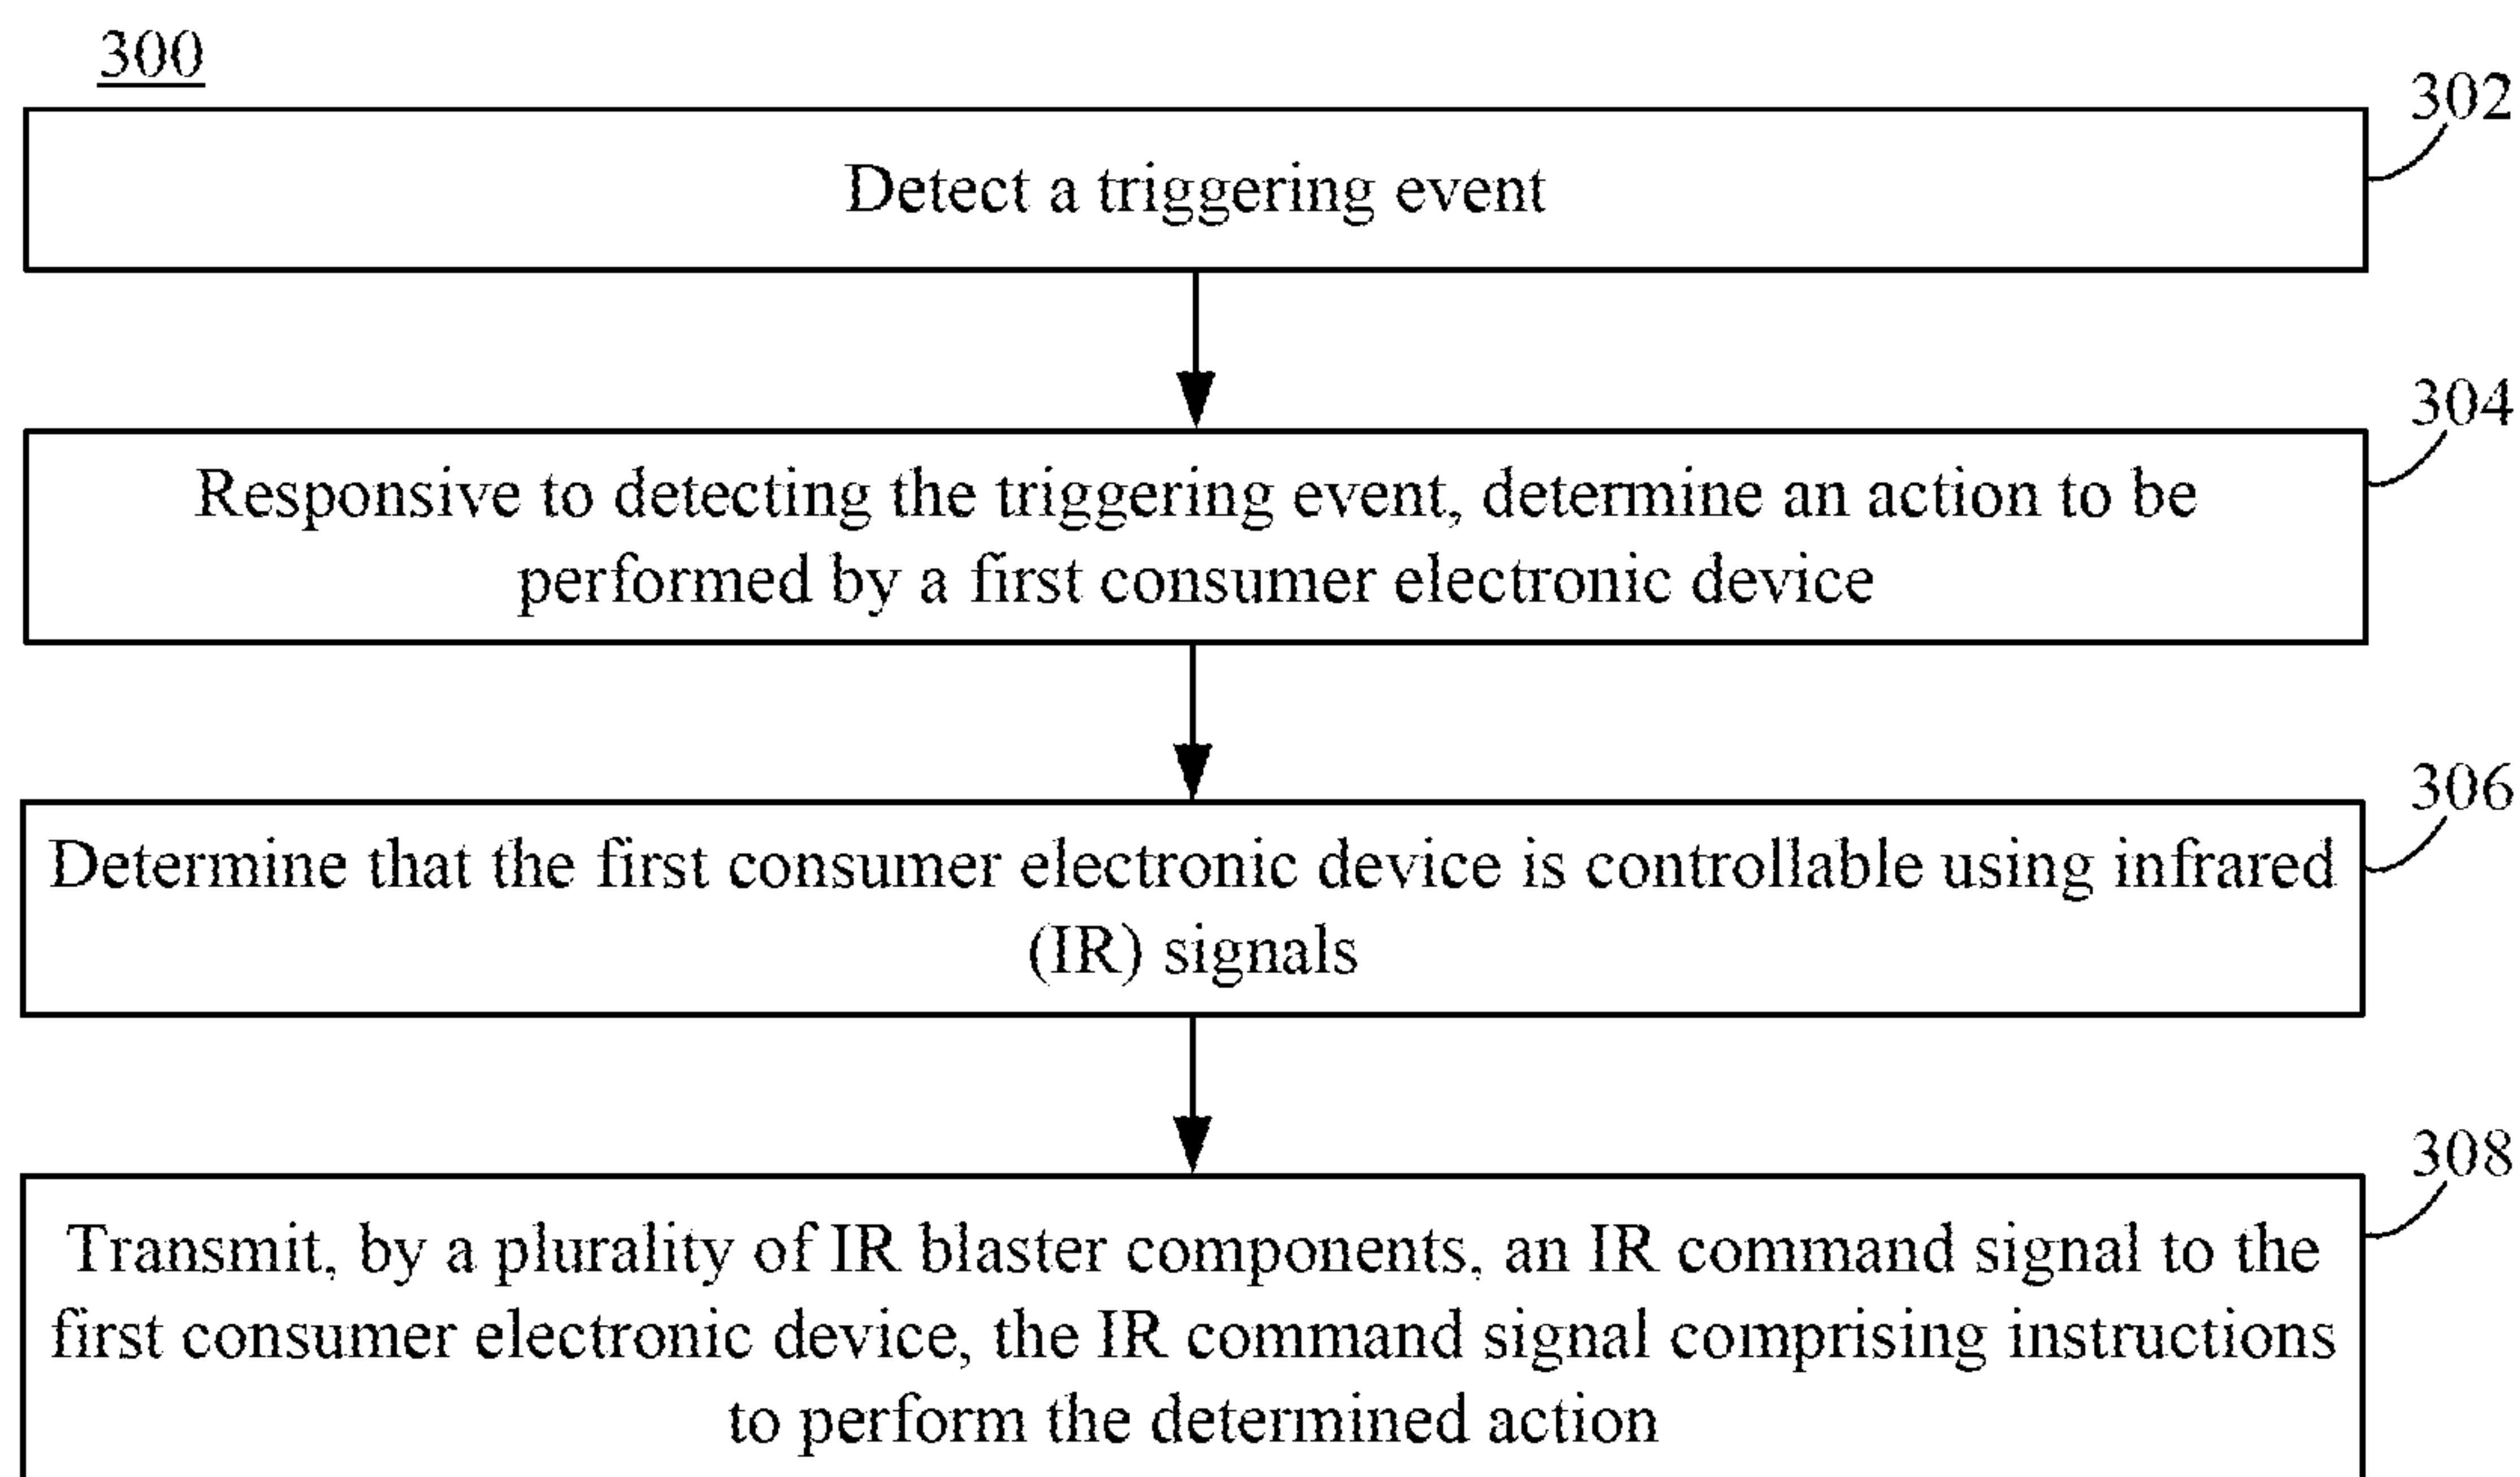 300
302
Detect a triggering event
304
Responsive to detecting the triggering event, determine an action to be
performed by a first consumer electronic device
306
Determine that the first consumer electronic device is controllable using infrared
(IR) signals
308
Transmit, by a plurality of IR blaster components, an IR command signal to the
first consumer electronic device, the IR command signal comprising instructions
to perform the determined action